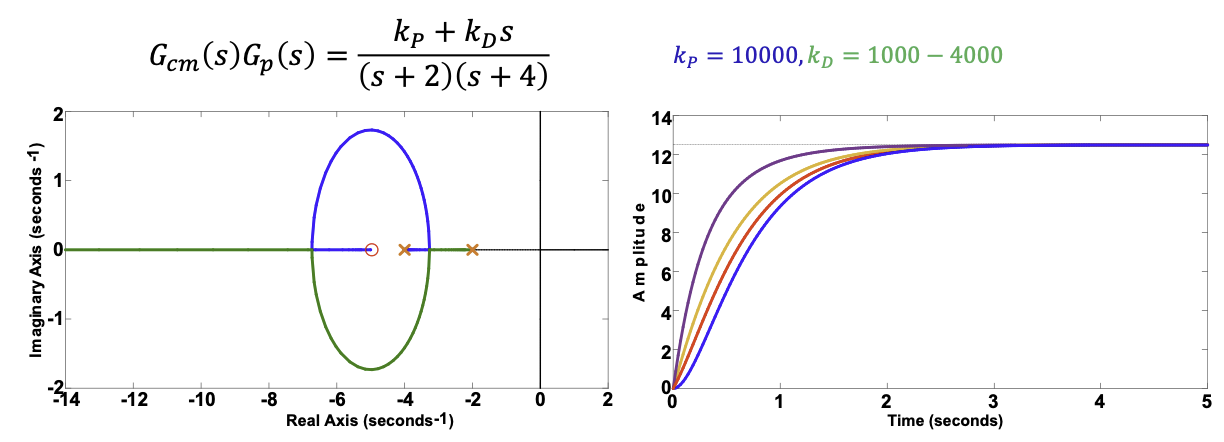 G_{cm}(s)G_p(s) = \frac{k_P + k_D s}{(s + 2)(s + 4)}
k_P = 10000, k_D = 1000 − 4000
2
1
0
-1
-2
Imaginary Axis (seconds -1)
-14 -12 -10 -8 -6 -4 -2 0 2
Real Axis (seconds-1)
14
12
10
8
6
4
2
0
Amplitude
0 1 2 3 4 5
Time (seconds)